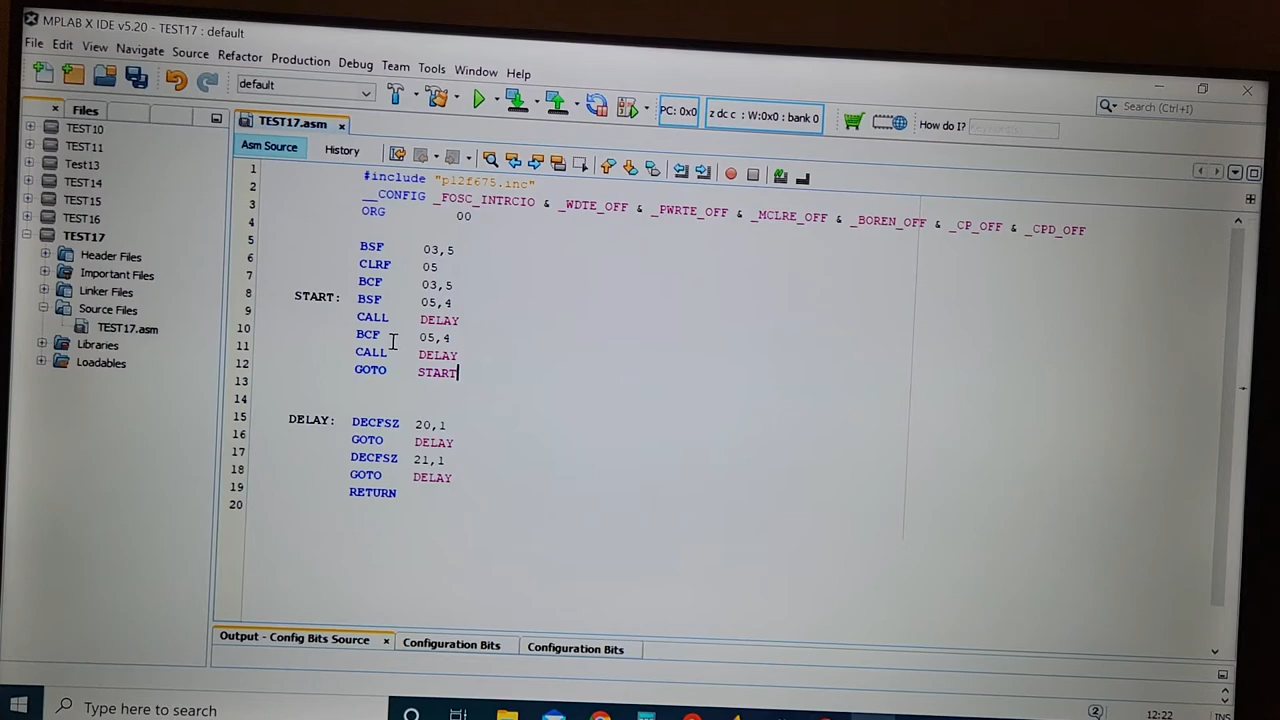 MPLAB X IDE v5.20 - TEST17 : default
File Edit View Navigate Source Refactor Production Debug Team Tools Window Help
default PC: 0x0 z dc c : W:0x0 : bank 0 How do I? Search (Ctrl+I)
Files
TEST10
TEST11
Test13
TEST14
TEST15
TEST16
TEST17
Header Files
Important Files
Linker Files
Source Files
TEST17.asm
Libraries
Loadables
TEST17.asm
Asm Source History
1 #include "p12f675.inc"
2 __CONFIG _FOSC_INTRCIO & _WDTE_OFF & _PWRTE_OFF & _MCLRE_OFF & _BOREN_OFF & _CP_OFF & _CPD_OFF
3 ORG 00
4
5 BSF 03,5
6 CLRF 05
7 BCF 03,5
8 START: BSF 05,4
9 CALL DELAY
10 BCF 05,4
11 CALL DELAY
12 GOTO START
13
14
15 DELAY: DECFSZ 20,1
16 GOTO DELAY
17 DECFSZ 21,1
18 GOTO DELAY
19 RETURN
20
Output - Config Bits Source Configuration Bits Configuration Bits
INS
Type here to search 12:22 2